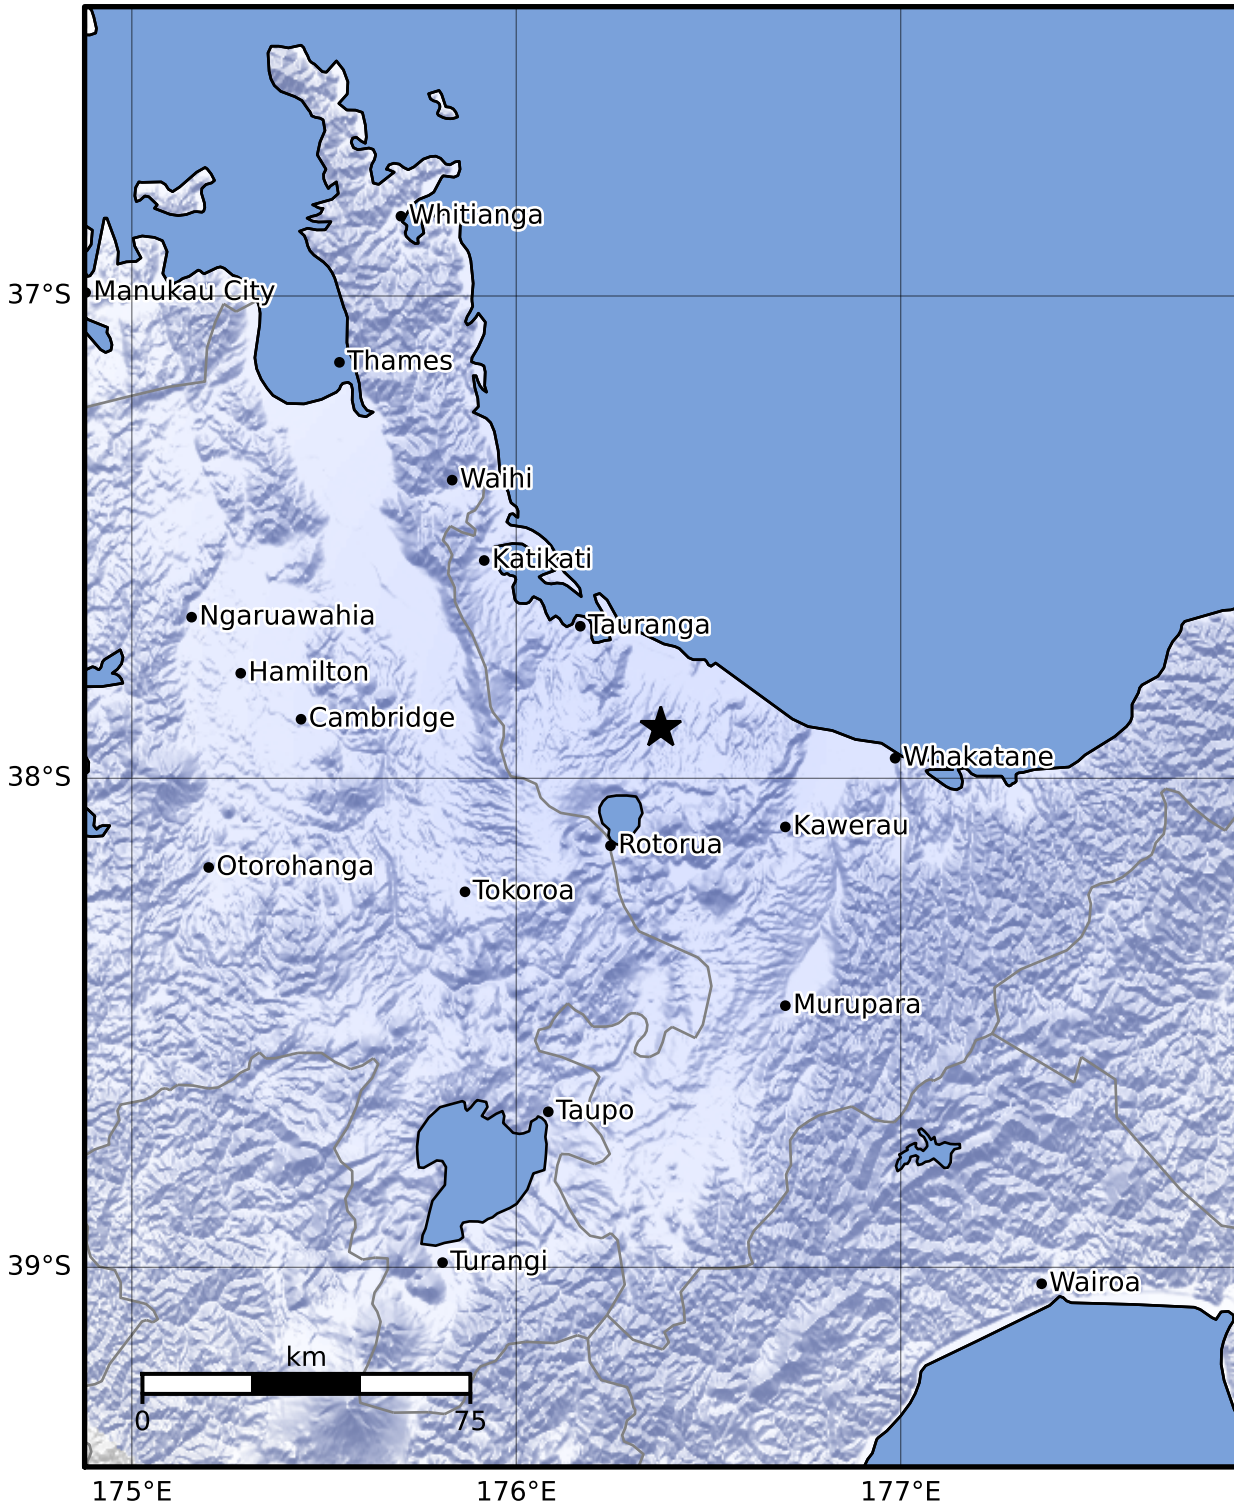 Whitianga
Manukau City
37°S
Thames
Waihi
Katikati
Ngaruawahia
Tauranga
Hamilton
Cambridge
Whakatane
38°S
Kawerau
Rotorua
Otorohanga
Tokoroa
Murupara
Taupo
Turangi
39°S
Wairoa
km
0
75
175°E
176°E
177°E